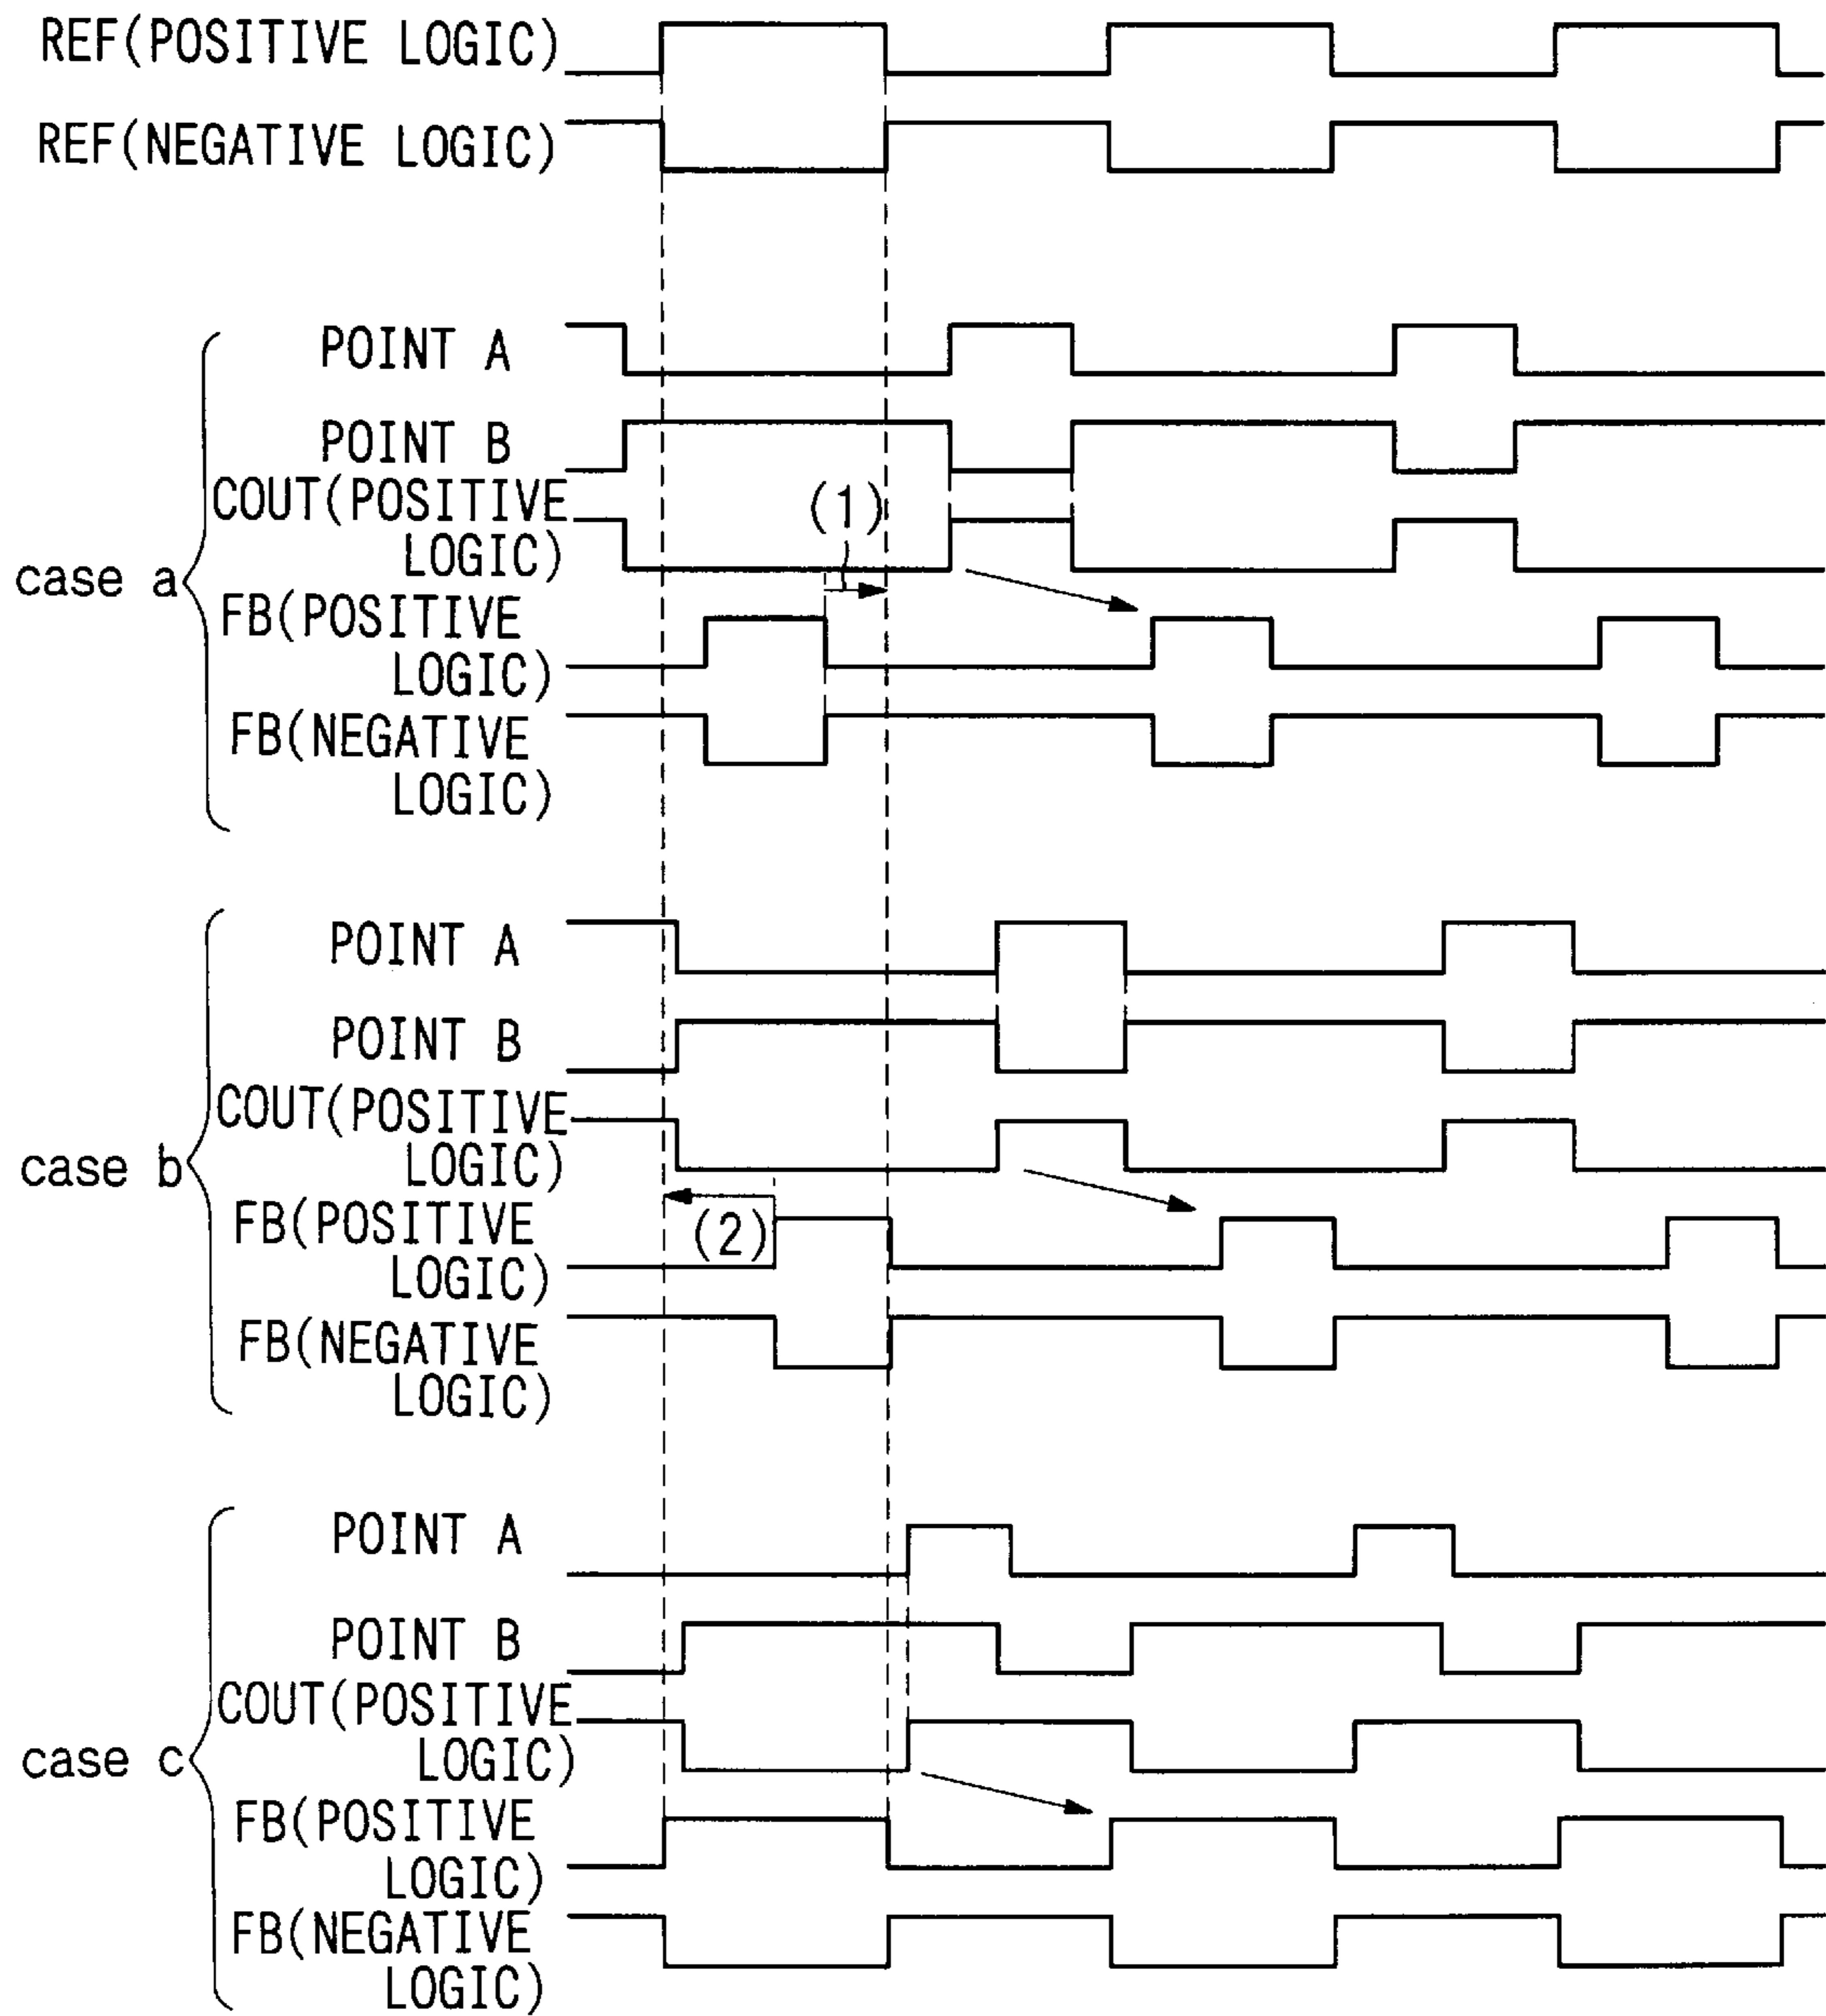 REF(POSITIVE LOGIC)
REF(NEGATIVE LOGIC)
case a
POINT A
POINT B
COUT(POSITIVE
LOGIC)
(1)
FB(POSITIVE
LOGIC)
FB(NEGATIVE
LOGIC)
case b
POINT A
POINT B
COUT(POSITIVE
LOGIC)
FB(POSITIVE
LOGIC)
(2)
FB(NEGATIVE
LOGIC)
case c
POINT A
POINT B
COUT(POSITIVE
LOGIC)
FB(POSITIVE
LOGIC)
FB(NEGATIVE
LOGIC)